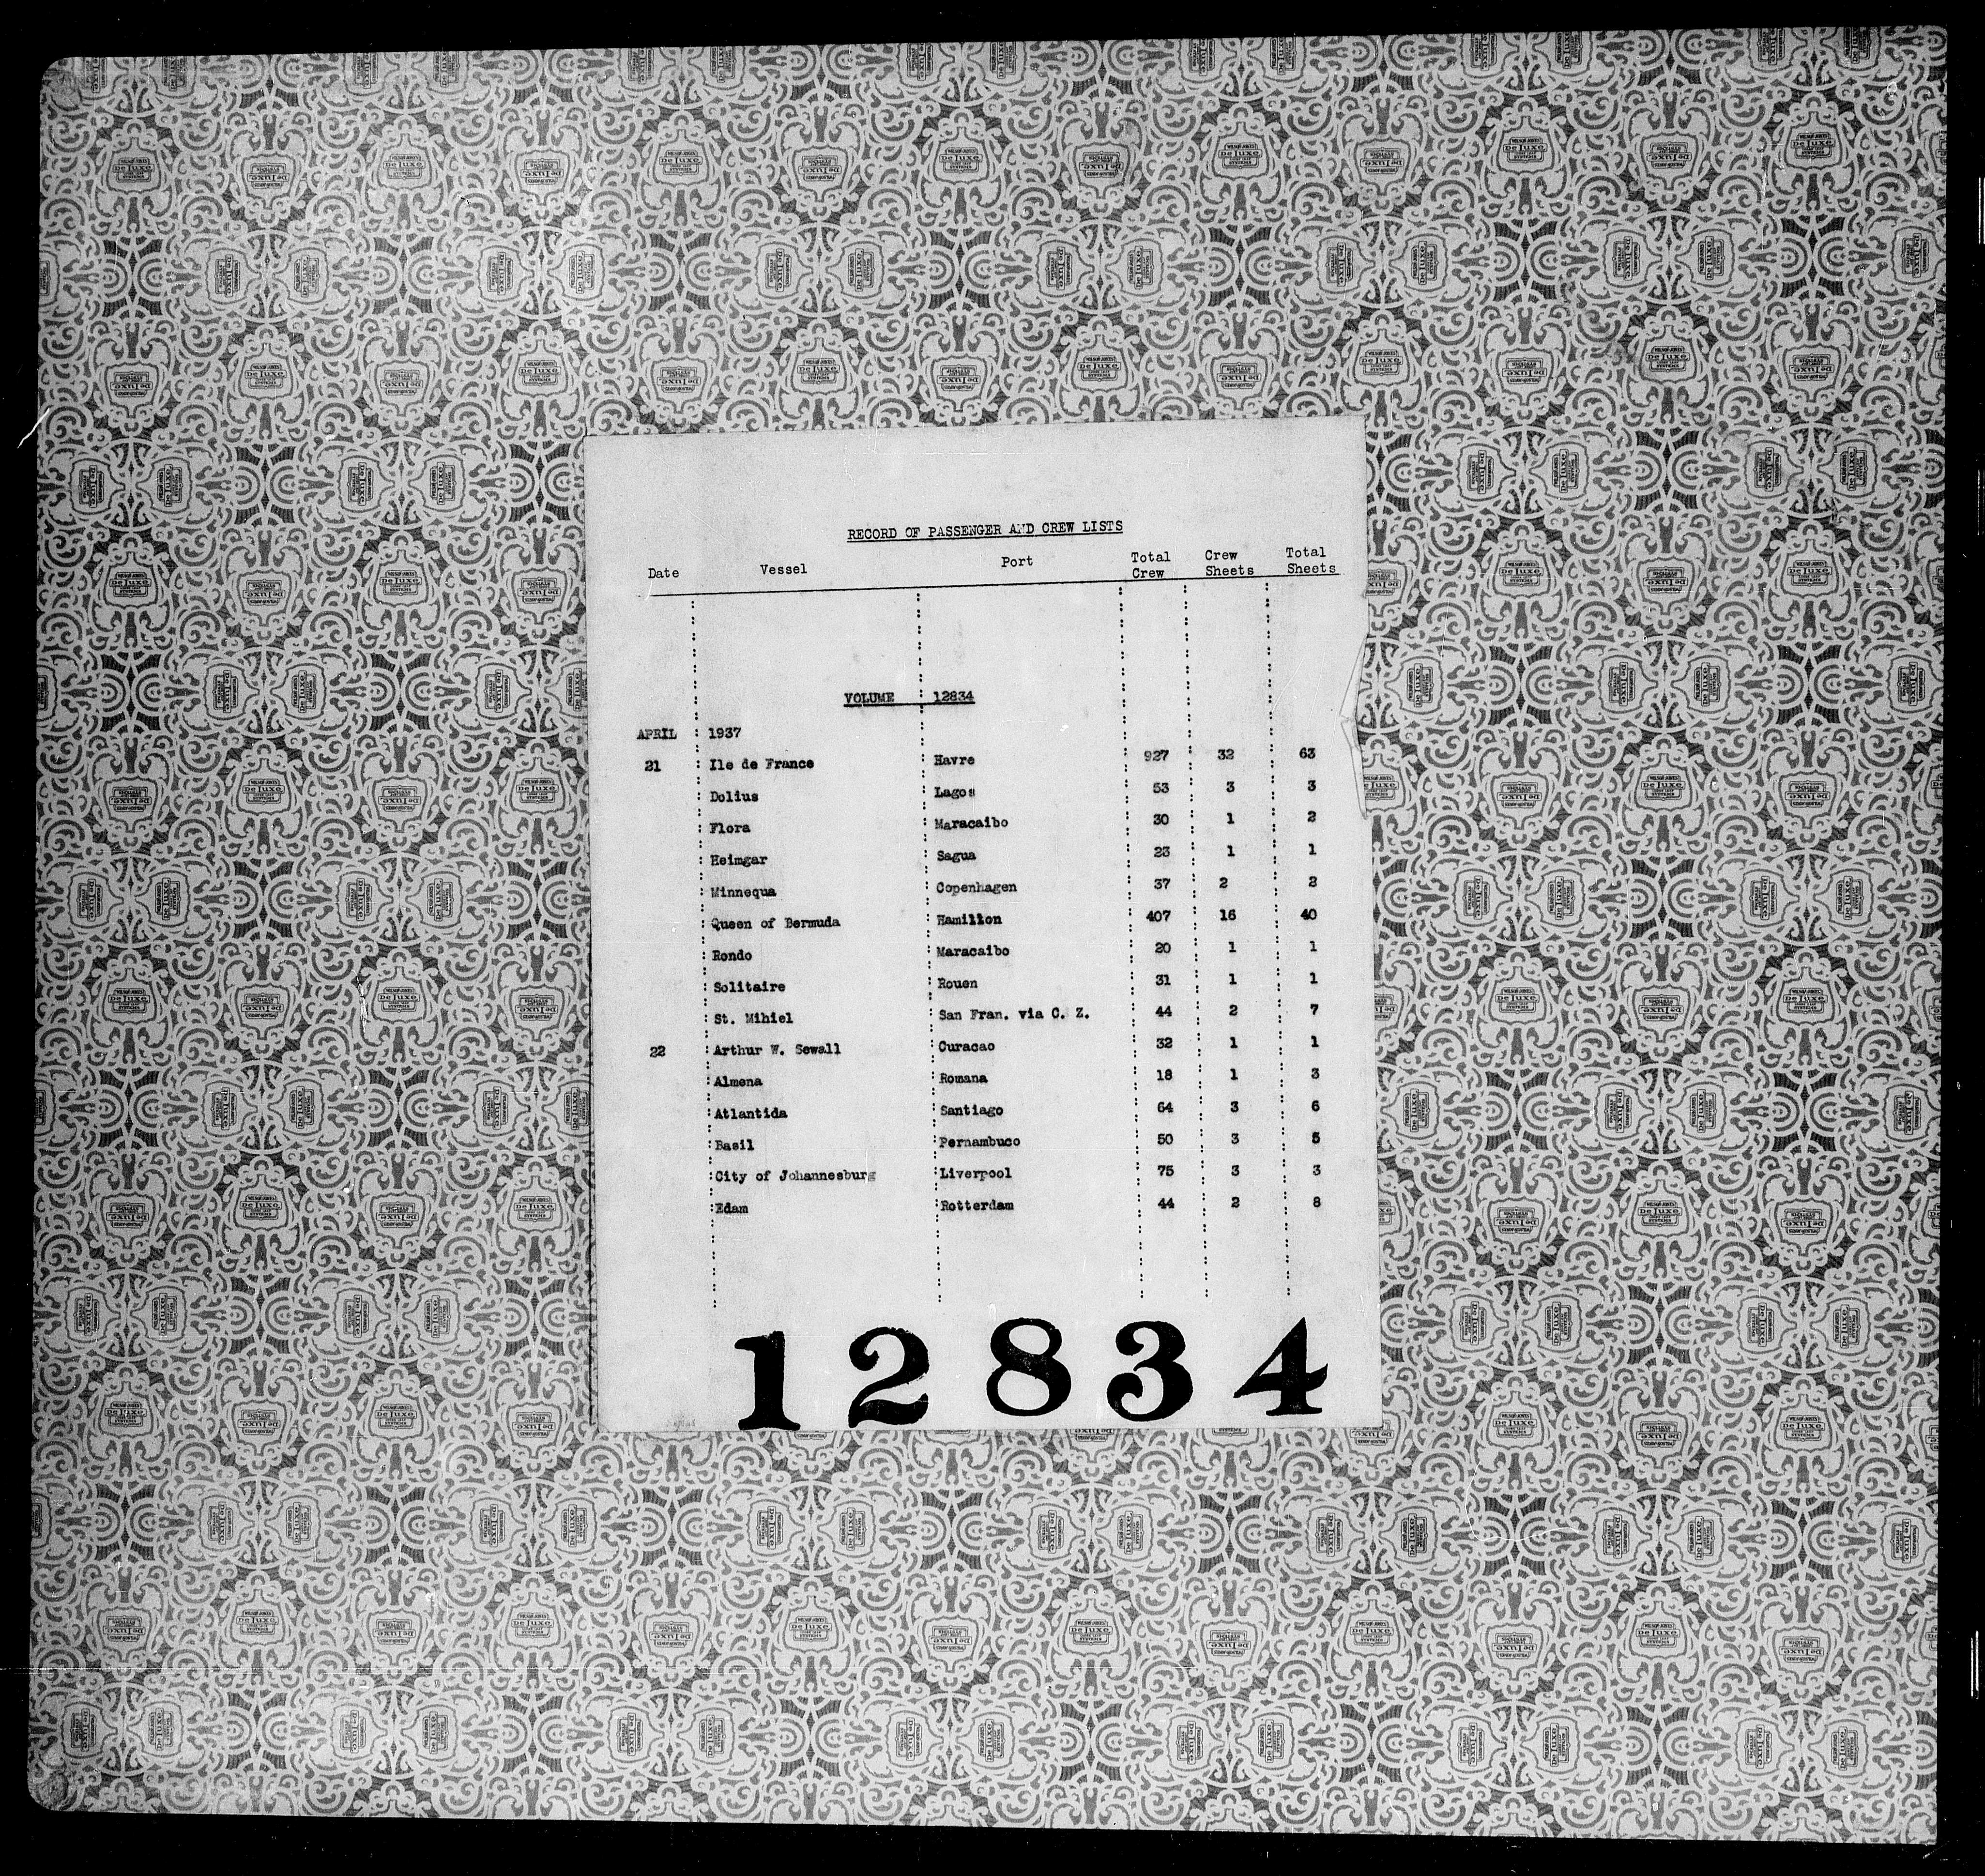 RECORD OF PASSENGER AND CREW LISTS
Date Vessel Port Total Crew Crew Sheets Total Sheets
VOLUME : 12834
APRIL : 1937
21 : Ile de France : Havre : 927 : 32 : 63
: Dolius : Lagos : 53 : 3 : 3
: Flora : Maracaibo : 30 : 1 : 2
: Heimgar : Sagua : 23 : 1 : 1
: Minnequa : Copenhagen : 37 : 2 : 2
: Queen of Bermuda : Hamilton : 407 : 16 : 40
: Rondo : Maracaibo : 20 : 1 : 1
: Solitaire : Rouen : 31 : 1 : 1
: St. Mihiel : San Fran. via C. Z. : 44 : 2 : 7
22 : Arthur W. Sewall : Curacao : 32 : 1 : 1
: Almena : Romana : 18 : 1 : 3
: Atlantida : Santiago : 64 : 3 : 6
: Basil : Pernambuco : 50 : 3 : 5
: City of Johannesburg : Liverpool : 75 : 3 : 3
: Edam : Rotterdam : 44 : 2 : 8
12834